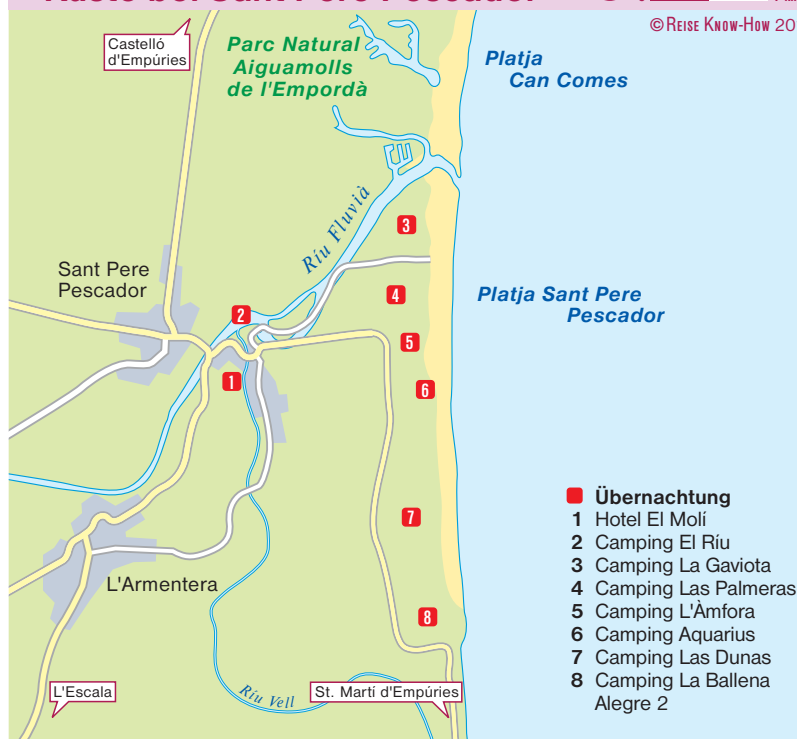 ©REISE KNOW-HOW 20
Castelló
d'Empúries
Parc Natural
Aiguamolls
de l'Empordà
Platja
Can Comes
Ríu Fluvià
3
Sant Pere
Pescador
4
Platja Sant Pere
Pescador
2
5
1
6
7
Übernachtung
1 Hotel El Molí
2 Camping El Ríu
3 Camping La Gaviota
4 Camping Las Palmeras
5 Camping L'Àmfora
6 Camping Aquarius
7 Camping Las Dunas
8 Camping La Ballena
Alegre 2
L'Armentera
8
L'Escala
Ríu Vell
St. Martí d'Empúries